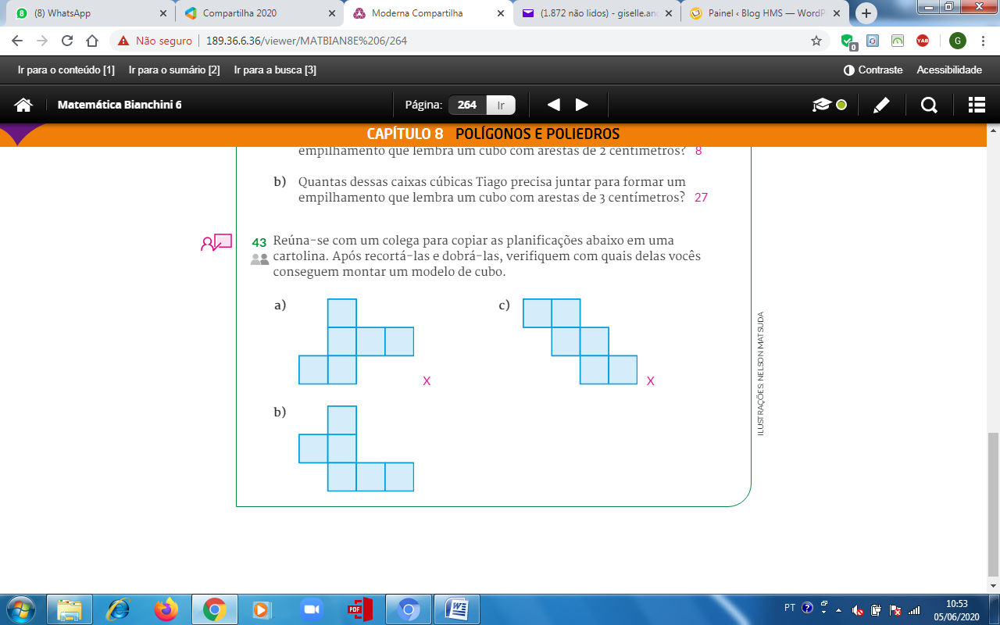 (8) WhatsApp
Compartilha 2020
Moderna Compartilha
(1.872 não lidos) - giselle.and
Painel ‹ Blog HMS — WordP
Não seguro
189.36.6.36/viewer/MATBIAN8E%206/264
0
YAB
G
Ir para o conteúdo [1]
Ir para o sumário [2]
Ir para a busca [3]
Contraste
Acessibilidade
Matemática Bianchini 6
Página:
264
Ir
CAPÍTULO 8 POLÍGONOS E POLIEDROS
empilhamento que lembra um cubo com arestas de 2 centímetros? 8
b) Quantas dessas caixas cúbicas Tiago precisa juntar para formar um
empilhamento que lembra um cubo com arestas de 3 centímetros? 27
43 Reúna-se com um colega para copiar as planificações abaixo em uma
cartolina. Após recortá-las e dobrá-las, verifiquem com quais delas vocês
conseguem montar um modelo de cubo.
a)
X
c)
X
b)
ILUSTRAÇÕES: NELSON MATSUDA
PDF
PT
10:53
05/06/2020